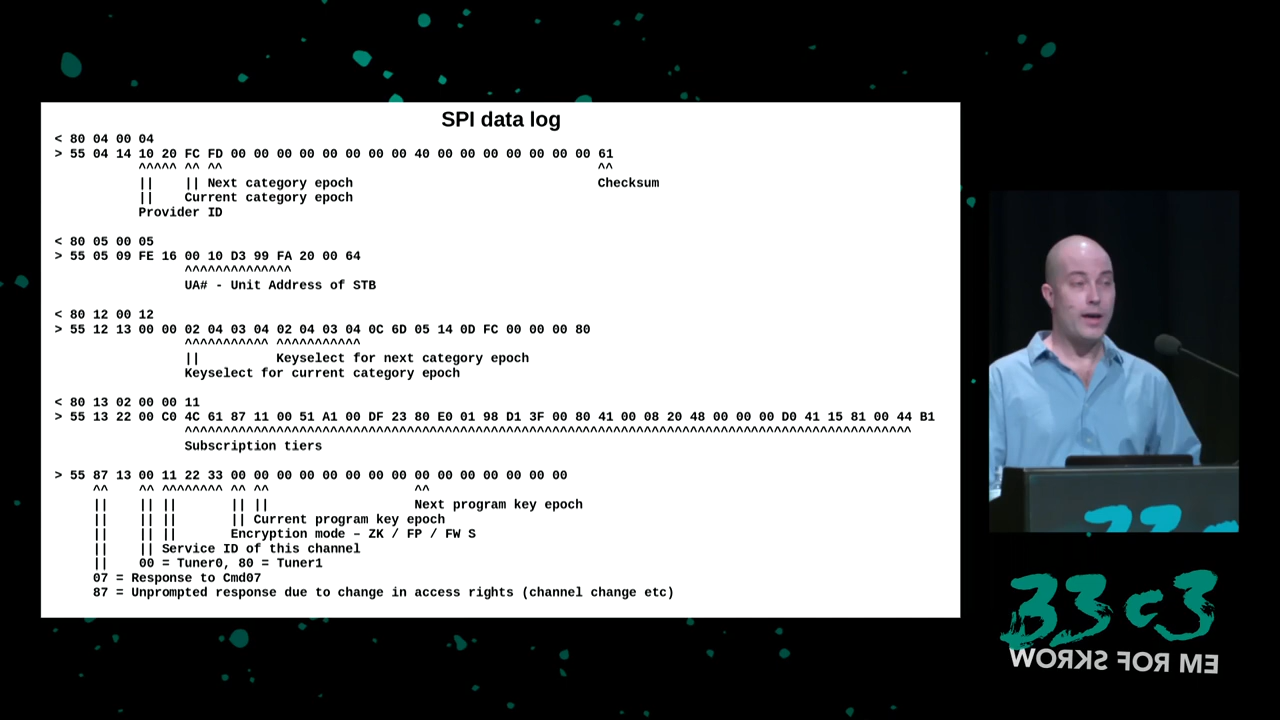 SPI data log
< 80 04 00 04
> 55 04 14 10 20 FC FD 00 00 00 00 00 00 00 00 40 00 00 00 00 00 00 00 61
^^^^^ ^^ ^^ ^^
|| || Next category epoch Checksum
|| Current category epoch
Provider ID
< 80 05 00 05
> 55 05 09 FE 16 00 10 D3 99 FA 20 00 64
^^^^^^^^^^^^^^
UA# - Unit Address of STB
< 80 12 00 12
> 55 12 13 00 00 02 04 03 04 02 04 03 04 0C 6D 05 14 0D FC 00 00 00 80
^^^^^^^^^^^ ^^^^^^^^^^^
|| Keyselect for next category epoch
Keyselect for current category epoch
< 80 13 02 00 00 11
> 55 13 22 00 C0 4C 61 87 11 00 51 A1 00 DF 23 80 E0 01 98 D1 3F 00 80 41 00 08 20 48 00 00 00 D0 41 15 81 00 44 B1
^^^^^^^^^^^^^^^^^^^^^^^^^^^^^^^^^^^^^^^^^^^^^^^^^^^^^^^^^^^^^^^^^^^^^^^^^^^^^^^^^^^^^^^^^^^^^^^
Subscription tiers
> 55 87 13 00 11 22 33 00 00 00 00 00 00 00 00 00 00 00 00 00 00 00
^^ ^^ ^^^^^^^^ ^^ ^^ ^^
|| || || || || Next program key epoch
|| || || || Current program key epoch
|| || || Encryption mode – ZK / FP / FW S
|| || Service ID of this channel
|| 00 = Tuner0, 80 = Tuner1
07 = Response to Cmd07
87 = Unprompted response due to change in access rights (channel change etc)
33c3
WORKS FOR ME